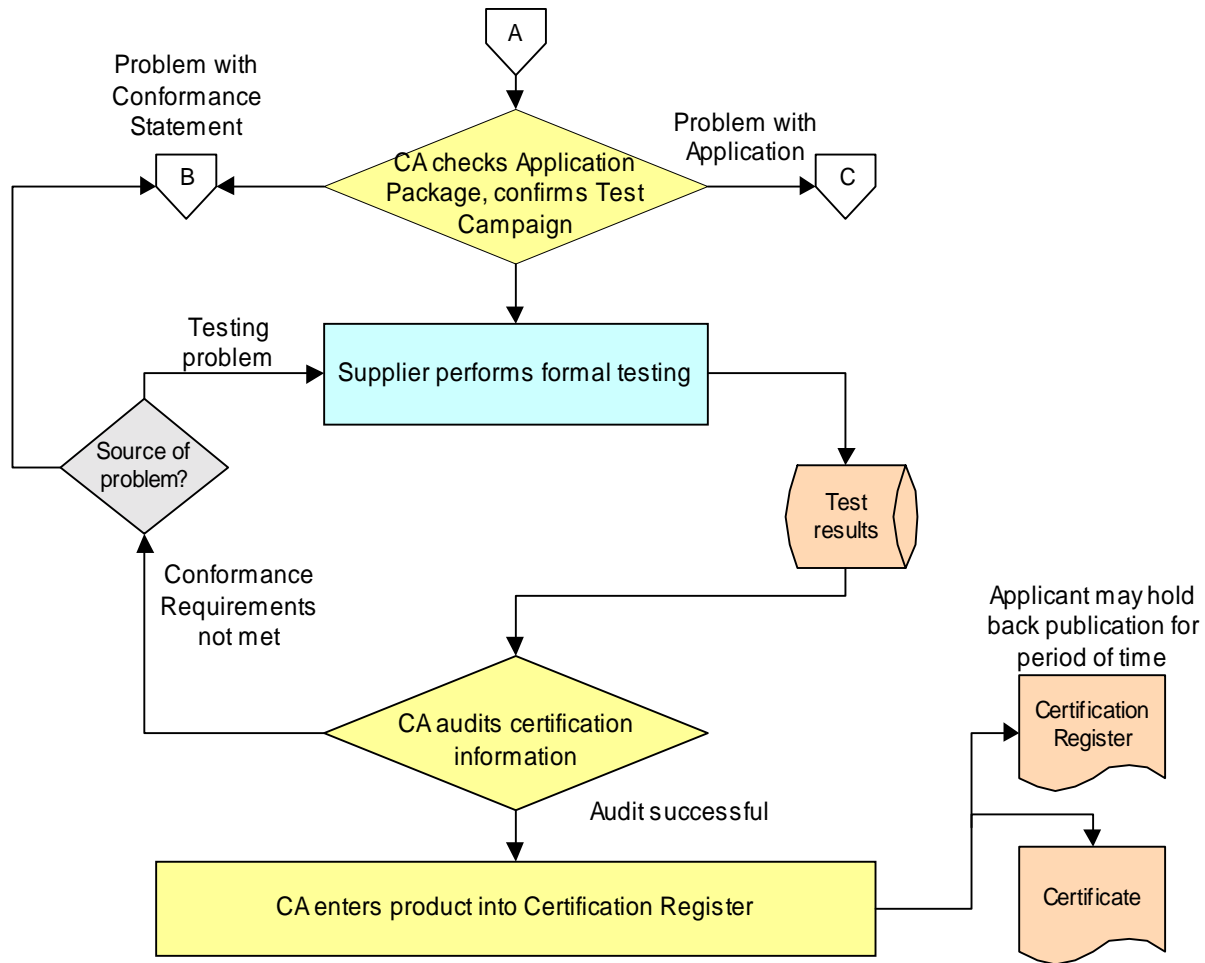 A
Problem with
Conformance
Statement
Problem with
Application
B
CA checks Application
Package, confirms Test
Campaign
C
Testing
problem
Supplier performs formal testing
Source of
problem?
Test
results
Conformance
Requirements
not met
Applicant may hold
back publication for
period of time
Certification
Register
CA audits certification
information
Audit successful
CA enters product into Certification Register
Certificate